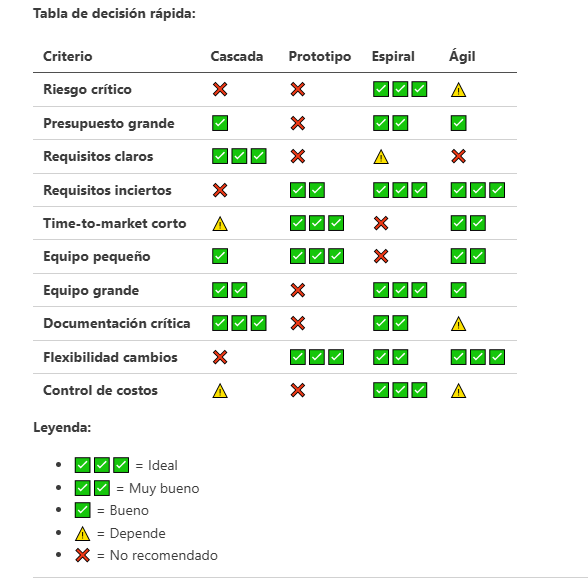 Tabla de decisión rápida:
Criterio Cascada Prototipo Espiral Ágil
Riesgo crítico ❌ ❌ ✅✅✅ ⚠️
Presupuesto grande ✅ ❌ ✅✅ ✅
Requisitos claros ✅✅✅ ❌ ⚠️ ❌
Requisitos inciertos ❌ ✅✅ ✅✅✅ ✅✅✅
Time-to-market corto ⚠️ ✅✅✅ ❌ ✅✅
Equipo pequeño ✅ ✅✅✅ ❌ ✅✅
Equipo grande ✅✅ ❌ ✅✅✅ ✅
Documentación crítica ✅✅✅ ❌ ✅✅ ⚠️
Flexibilidad cambios ❌ ✅✅✅ ✅✅ ✅✅✅
Control de costos ⚠️ ❌ ✅✅✅ ⚠️
Leyenda:
• ✅✅✅ = Ideal
• ✅✅ = Muy bueno
• ✅ = Bueno
• ⚠️ = Depende
• ❌ = No recomendado